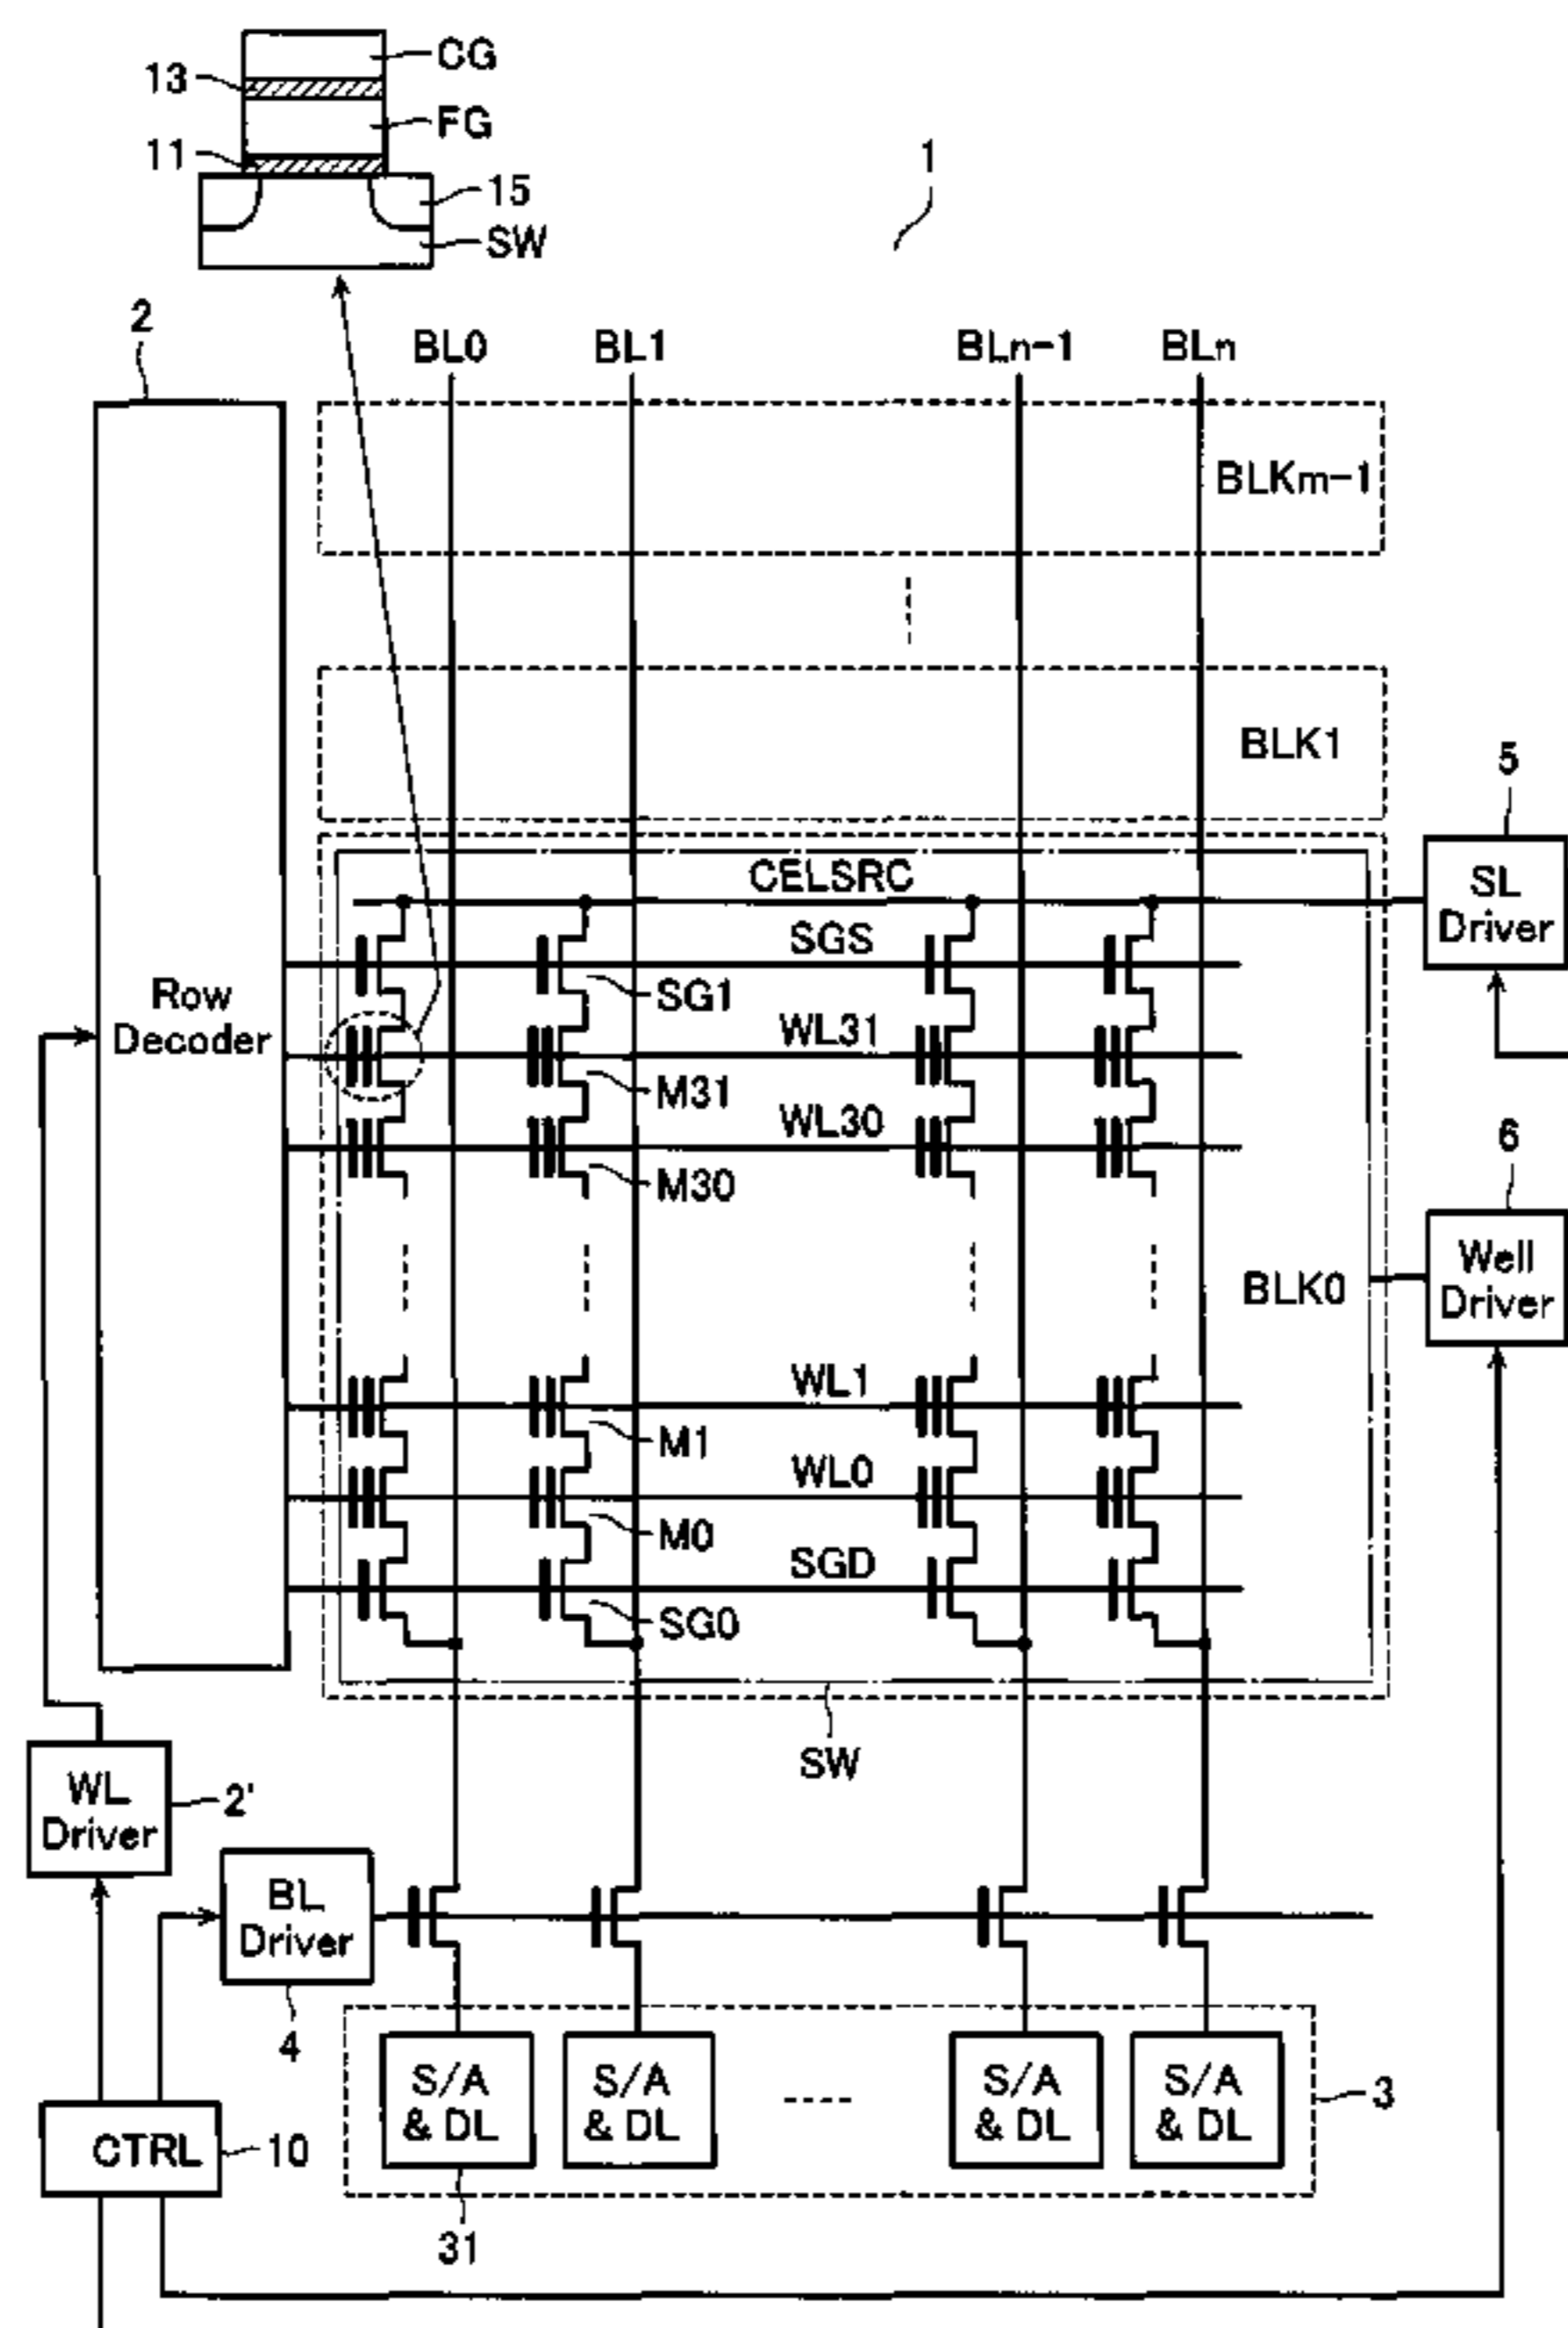 CG
13
FG
11
15
SW
1
2
BL0
BL1
BLn-1
BLn
BLKm-1
BLK1
5
SL
Driver
CELSRC
SGS
SG1
Row
Decoder
WL31
M31
WL30
M30
6
Well
Driver
BLK0
WL1
M1
WL0
M0
SGD
SG0
SW
WL
Driver
2'
BL
Driver
4
S/A
& DL
S/A
& DL
----
S/A
& DL
S/A
& DL
3
CTRL
10
31